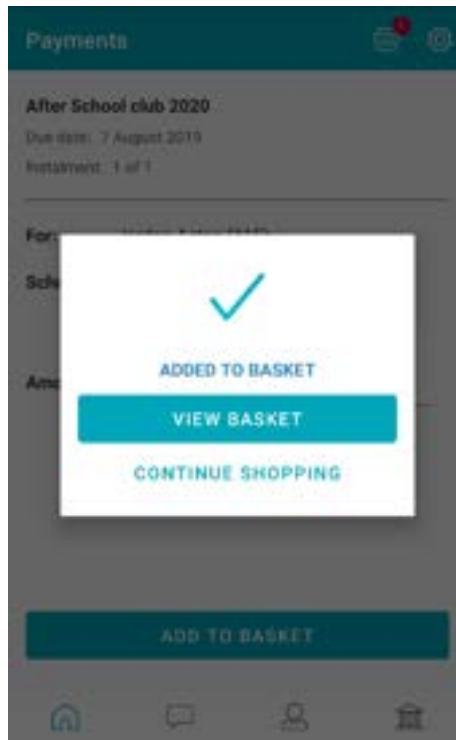 Payments
After School club 2020
Due date: 7 August 2019
Instalment: 1 of 1
For:
ADDED TO BASKET
VIEW BASKET
CONTINUE SHOPPING
ADD TO BASKET